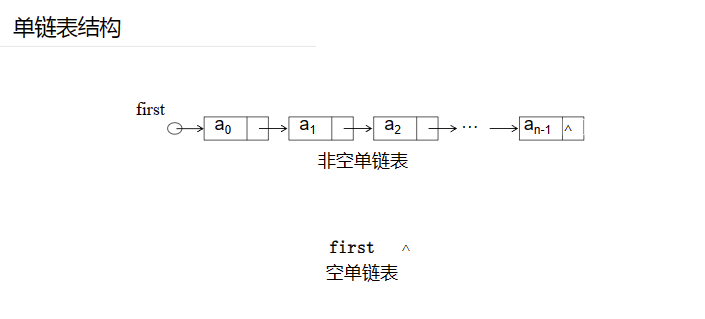 单链表结构
first
a0 a1 a2 ··· an-1 ∧
非空单链表
first ∧
空单链表